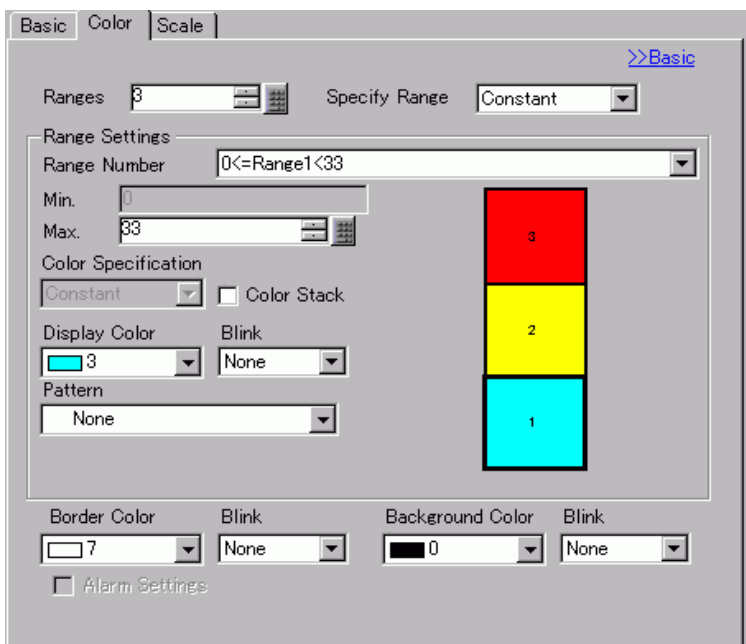 Basic Color Scale
>>Basic
Ranges 3 Specify Range Constant
Range Settings
Range Number 0<=Range1<33
Min. 0
Max. 33
3
Color Specification
Constant Color Stack
2
Display Color Blink
3 None
Pattern
None
1
Border Color Blink Background Color Blink
7 None 0 None
Alarm Settings